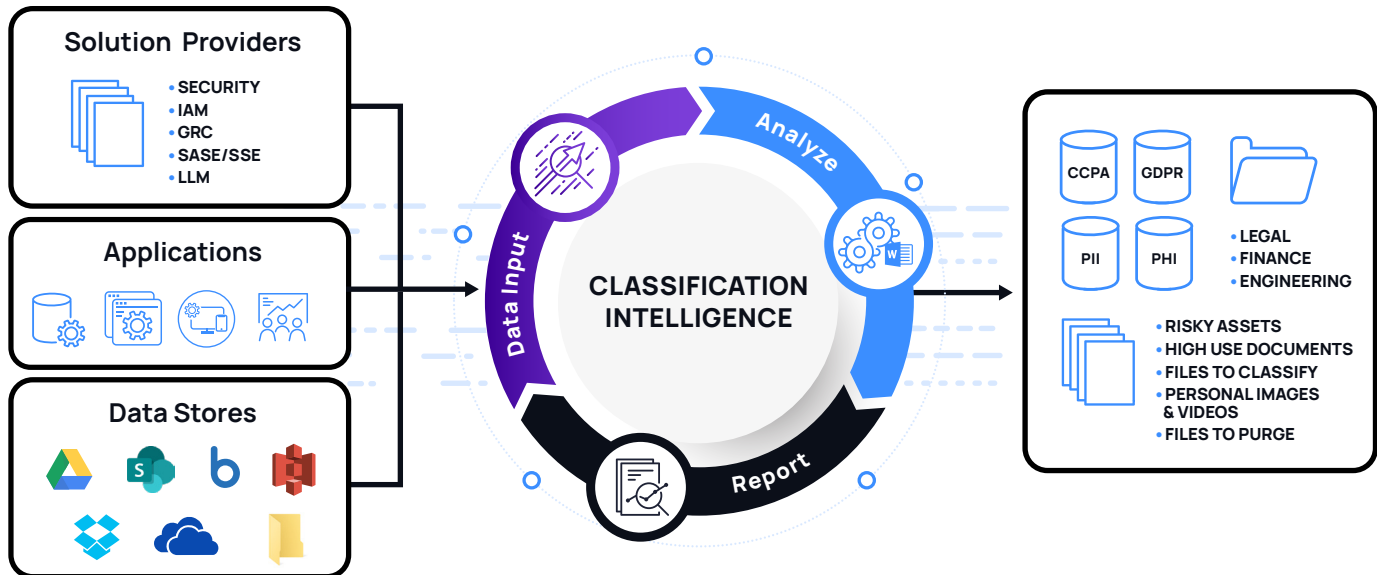 Solution Providers
• SECURITY
• IAM
• GRC
• SASE/SSE
• LLM
Applications
Data Stores
S
b
Data Input
Analyze
W
Report
CLASSIFICATION
INTELLIGENCE
CCPA
GDPR
PII
PHI
• LEGAL
• FINANCE
• ENGINEERING
• RISKY ASSETS
• HIGH USE DOCUMENTS
• FILES TO CLASSIFY
• PERSONAL IMAGES
& VIDEOS
• FILES TO PURGE